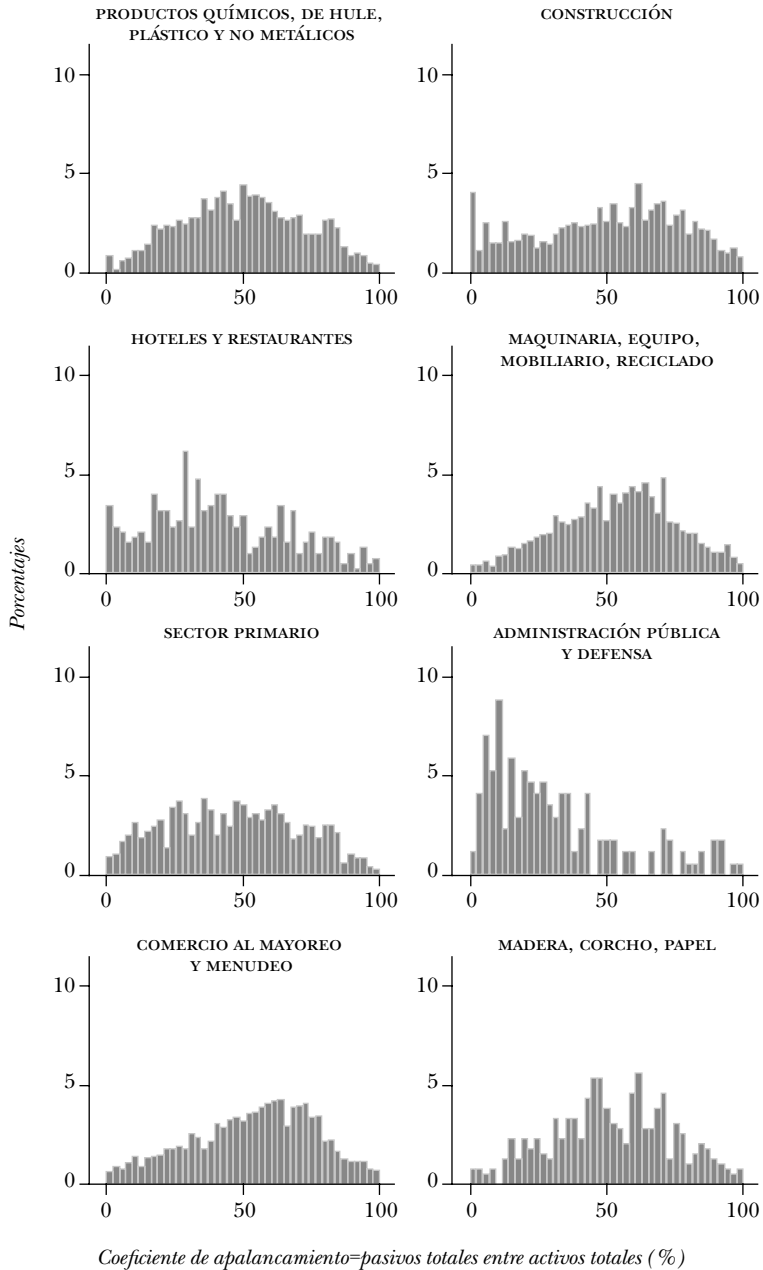 PRODUCTOS QUÍMICOS, DE HULE,
PLÁSTICO Y NO METÁLICOS
10
5
0
0 50 100
CONSTRUCCIÓN
10
5
0
0 50 100
HOTELES Y RESTAURANTES
10
5
0
0 50 100
MAQUINARIA, EQUIPO,
MOBILIARIO, RECICLADO
10
5
0
0 50 100
Porcentajes
SECTOR PRIMARIO
10
5
0
0 50 100
ADMINISTRACIÓN PÚBLICA
Y DEFENSA
10
5
0
0 50 100
COMERCIO AL MAYOREO
Y MENUDEO
10
5
0
0 50 100
MADERA, CORCHO, PAPEL
10
5
0
0 50 100
Coeficiente de apalancamiento=pasivos totales entre activos totales (%)